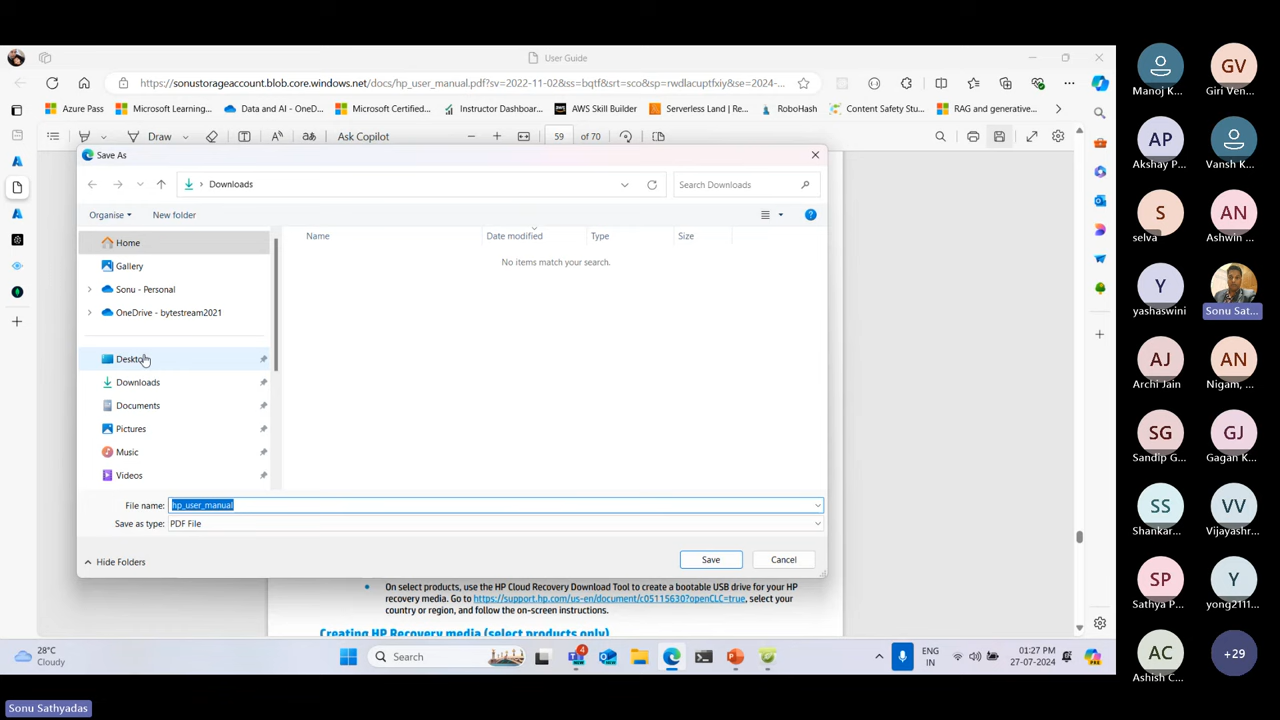 User Guide
https://sonustorageaccount.blob.core.windows.net/docs/hp_user_manual.pdf?sv=2022-11-02&ss=bqtf&srt=sco&sp=rwdlacuptfxiy&se=2024-...
Azure Pass
Microsoft Learning...
Data and AI - OneD...
Microsoft Certified...
Instructor Dashboar...
AWS Skill Builder
Serverless Land | Re...
RoboHash
Content Safety Stu...
RAG and generative...
Draw
Ask Copilot
59 of 70
Save As
Downloads
Search Downloads
Organise
New folder
Name
Date modified
Type
Size
No items match your search.
Home
Gallery
Sonu - Personal
OneDrive - bytestream2021
Desktop
Downloads
Documents
Pictures
Music
Videos
File name: hp_user_manual
Save as type: PDF File
Hide Folders
Save
Cancel
On select products, use the HP Cloud Recovery Download Tool to create a bootable USB drive for your HP
recovery media. Go to https://support.hp.com/us-en/document/c05115630?openCLC=true, select your
country or region, and follow the on-screen instructions.
Creating HP Recovery media (select products only)
28°C
Cloudy
Search
4
ENG
IN
01:27 PM
27-07-2024
Sonu Sathyadas
Manoj K...
GV
Giri Ven...
AP
Akshay P...
Vansh K...
S
selva
AN
Ashwin ...
Y
yashaswini
Sonu Sat...
AJ
Archi Jain
AN
Nigam, ...
SG
Sandip G...
GJ
Gagan K...
SS
Shankar...
VV
Vijayashr...
SP
Sathya P...
Y
yong2111...
AC
Ashish C...
+29